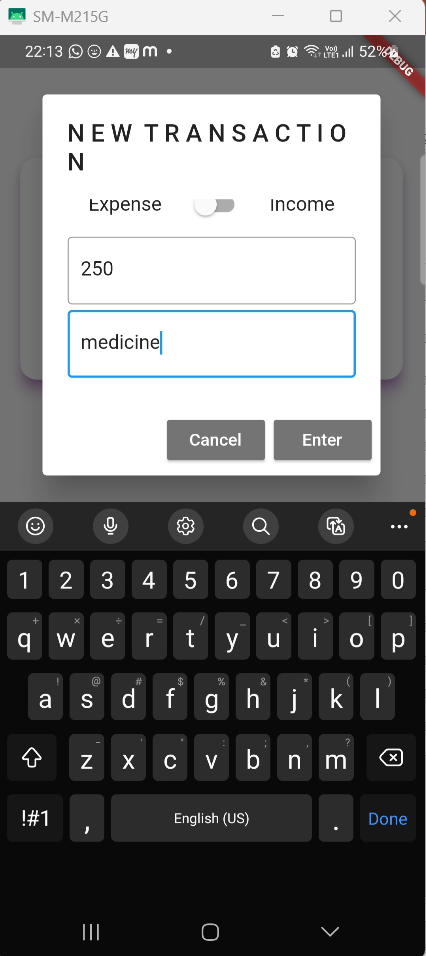 SM-M215G
22:13 52%
DEBUG
N E W T R A N S A C T I O
N
Expense Income
250
medicine
Cancel Enter
1 2 3 4 5 6 7 8 9 0
+ × ÷ = / _ < > [ ]
q w e r t y u i o p
! @ # $ % & * ( )
a s d f g h j k l
- ' " : ; , ?
z x c v b n m
!#1 , English (US) . Done